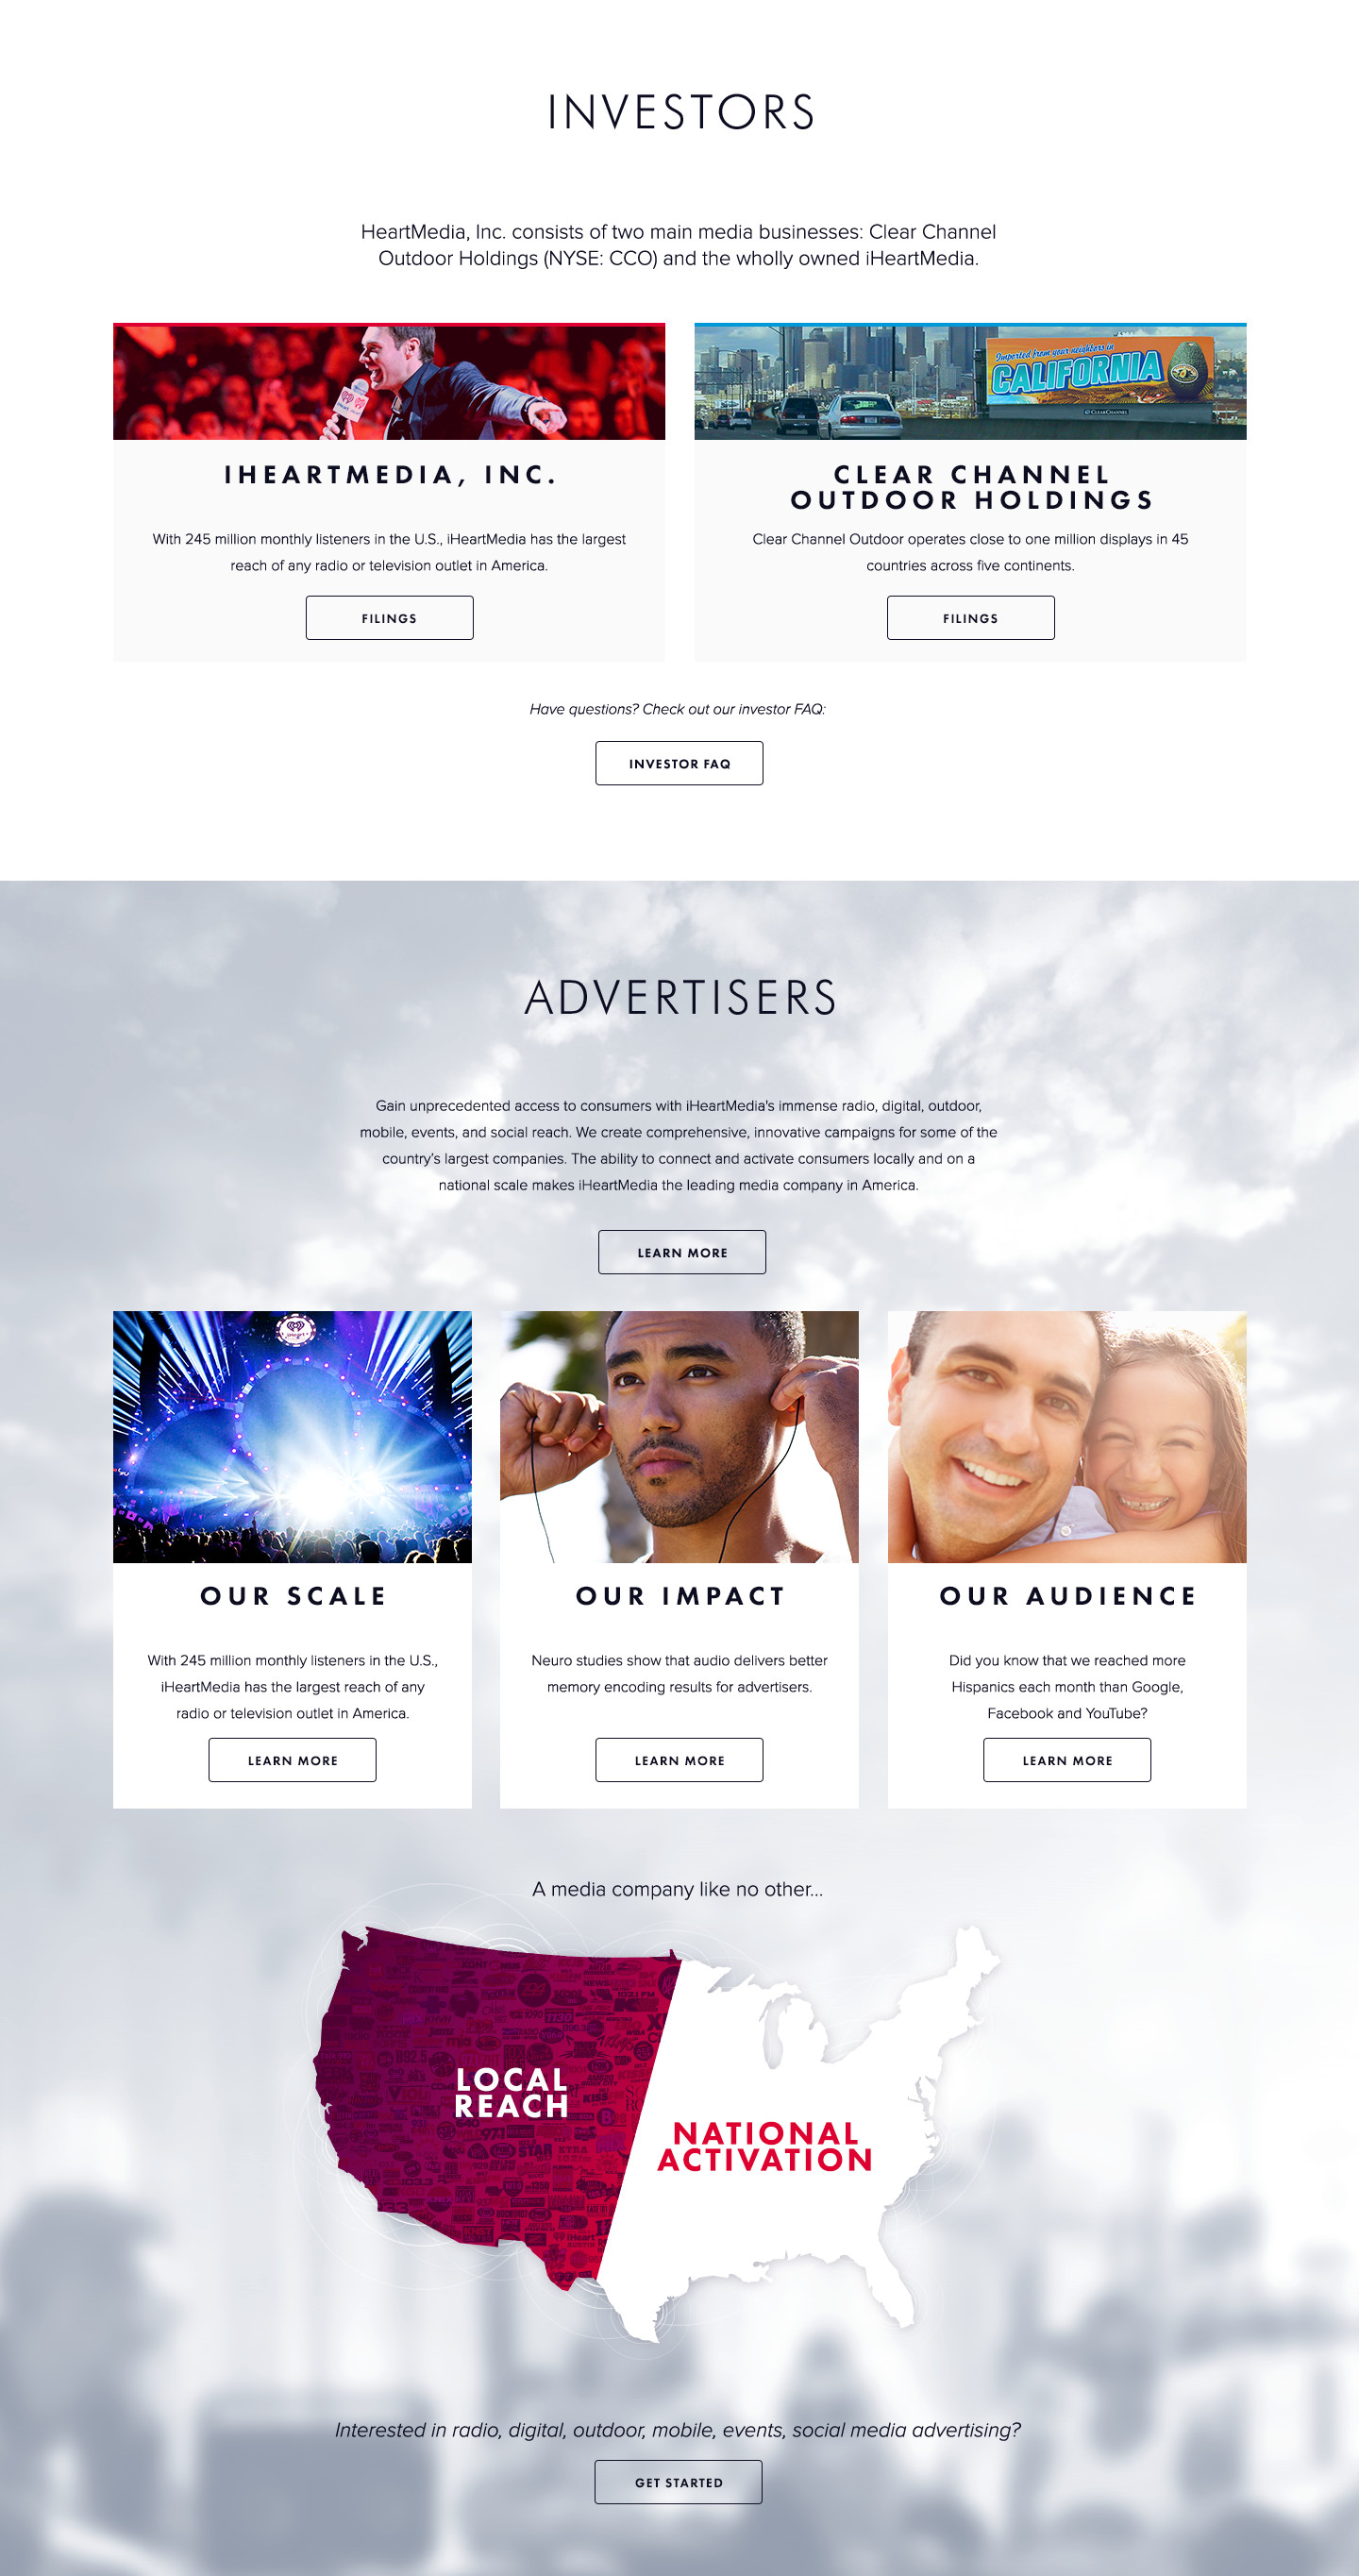 INVESTORS
HeartMedia, Inc. consists of two main media businesses: Clear Channel
Outdoor Holdings (NYSE: CCO) and the wholly owned iHeartMedia.
Imported from your neighbors in
CALIFORNIA
CLEAR CHANNEL
IHEARTMEDIA, INC.
With 245 million monthly listeners in the U.S., iHeartMedia has the largest
reach of any radio or television outlet in America.
FILINGS
CLEAR CHANNEL
OUTDOOR HOLDINGS
Clear Channel Outdoor operates close to one million displays in 45
countries across five continents.
FILINGS
Have questions? Check out our investor FAQ:
INVESTOR FAQ
ADVERTISERS
Gain unprecedented access to consumers with iHeartMedia's immense radio, digital, outdoor,
mobile, events, and social reach. We create comprehensive, innovative campaigns for some of the
country's largest companies. The ability to connect and activate consumers locally and on a
national scale makes iHeartMedia the leading media company in America.
LEARN MORE
OUR SCALE
With 245 million monthly listeners in the U.S.,
iHeartMedia has the largest reach of any
radio or television outlet in America.
LEARN MORE
OUR IMPACT
Neuro studies show that audio delivers better
memory encoding results for advertisers.
LEARN MORE
OUR AUDIENCE
Did you know that we reached more
Hispanics each month than Google,
Facebook and YouTube?
LEARN MORE
A media company like no other...
LOCAL
REACH
NATIONAL
ACTIVATION
Interested in radio, digital, outdoor, mobile, events, social media advertising?
GET STARTED